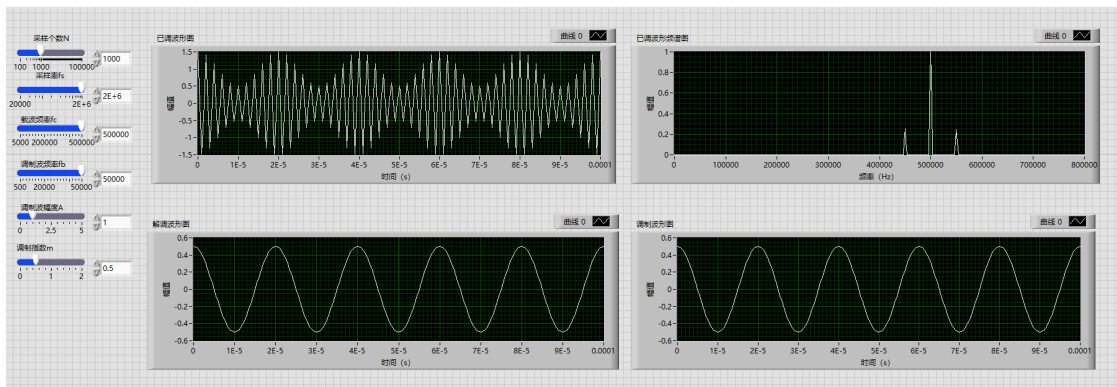 采样个数N
100 1000 100000
1000
采样率fs
20000 2E+6
2E+6
载波频率fc
5000 200000 500000
500000
调制波频率fb
500 20000 50000
50000
调制波幅度A
0 2.5 5
1
调制指数m
0 1 2
0.5
已调波形图
曲线 0
幅值
1.5
1
0.5
0
-0.5
-1
-1.5
0 1E-5 2E-5 3E-5 4E-5 5E-5 6E-5 7E-5 8E-5 9E-5 0.0001
时间 (s)
已调波形频谱图
曲线 0
幅值
1
0.8
0.6
0.4
0.2
0
0 100000 200000 300000 400000 500000 600000 700000 800000
频率 (Hz)
解调波形图
曲线 0
幅值
0.6
0.4
0.2
0
-0.2
-0.4
-0.6
0 1E-5 2E-5 3E-5 4E-5 5E-5 6E-5 7E-5 8E-5 9E-5 0.0001
时间 (s)
调制波形图
曲线 0
幅值
0.6
0.4
0.2
0
-0.2
-0.4
-0.6
0 1E-5 2E-5 3E-5 4E-5 5E-5 6E-5 7E-5 8E-5 9E-5 0.0001
时间 (s)